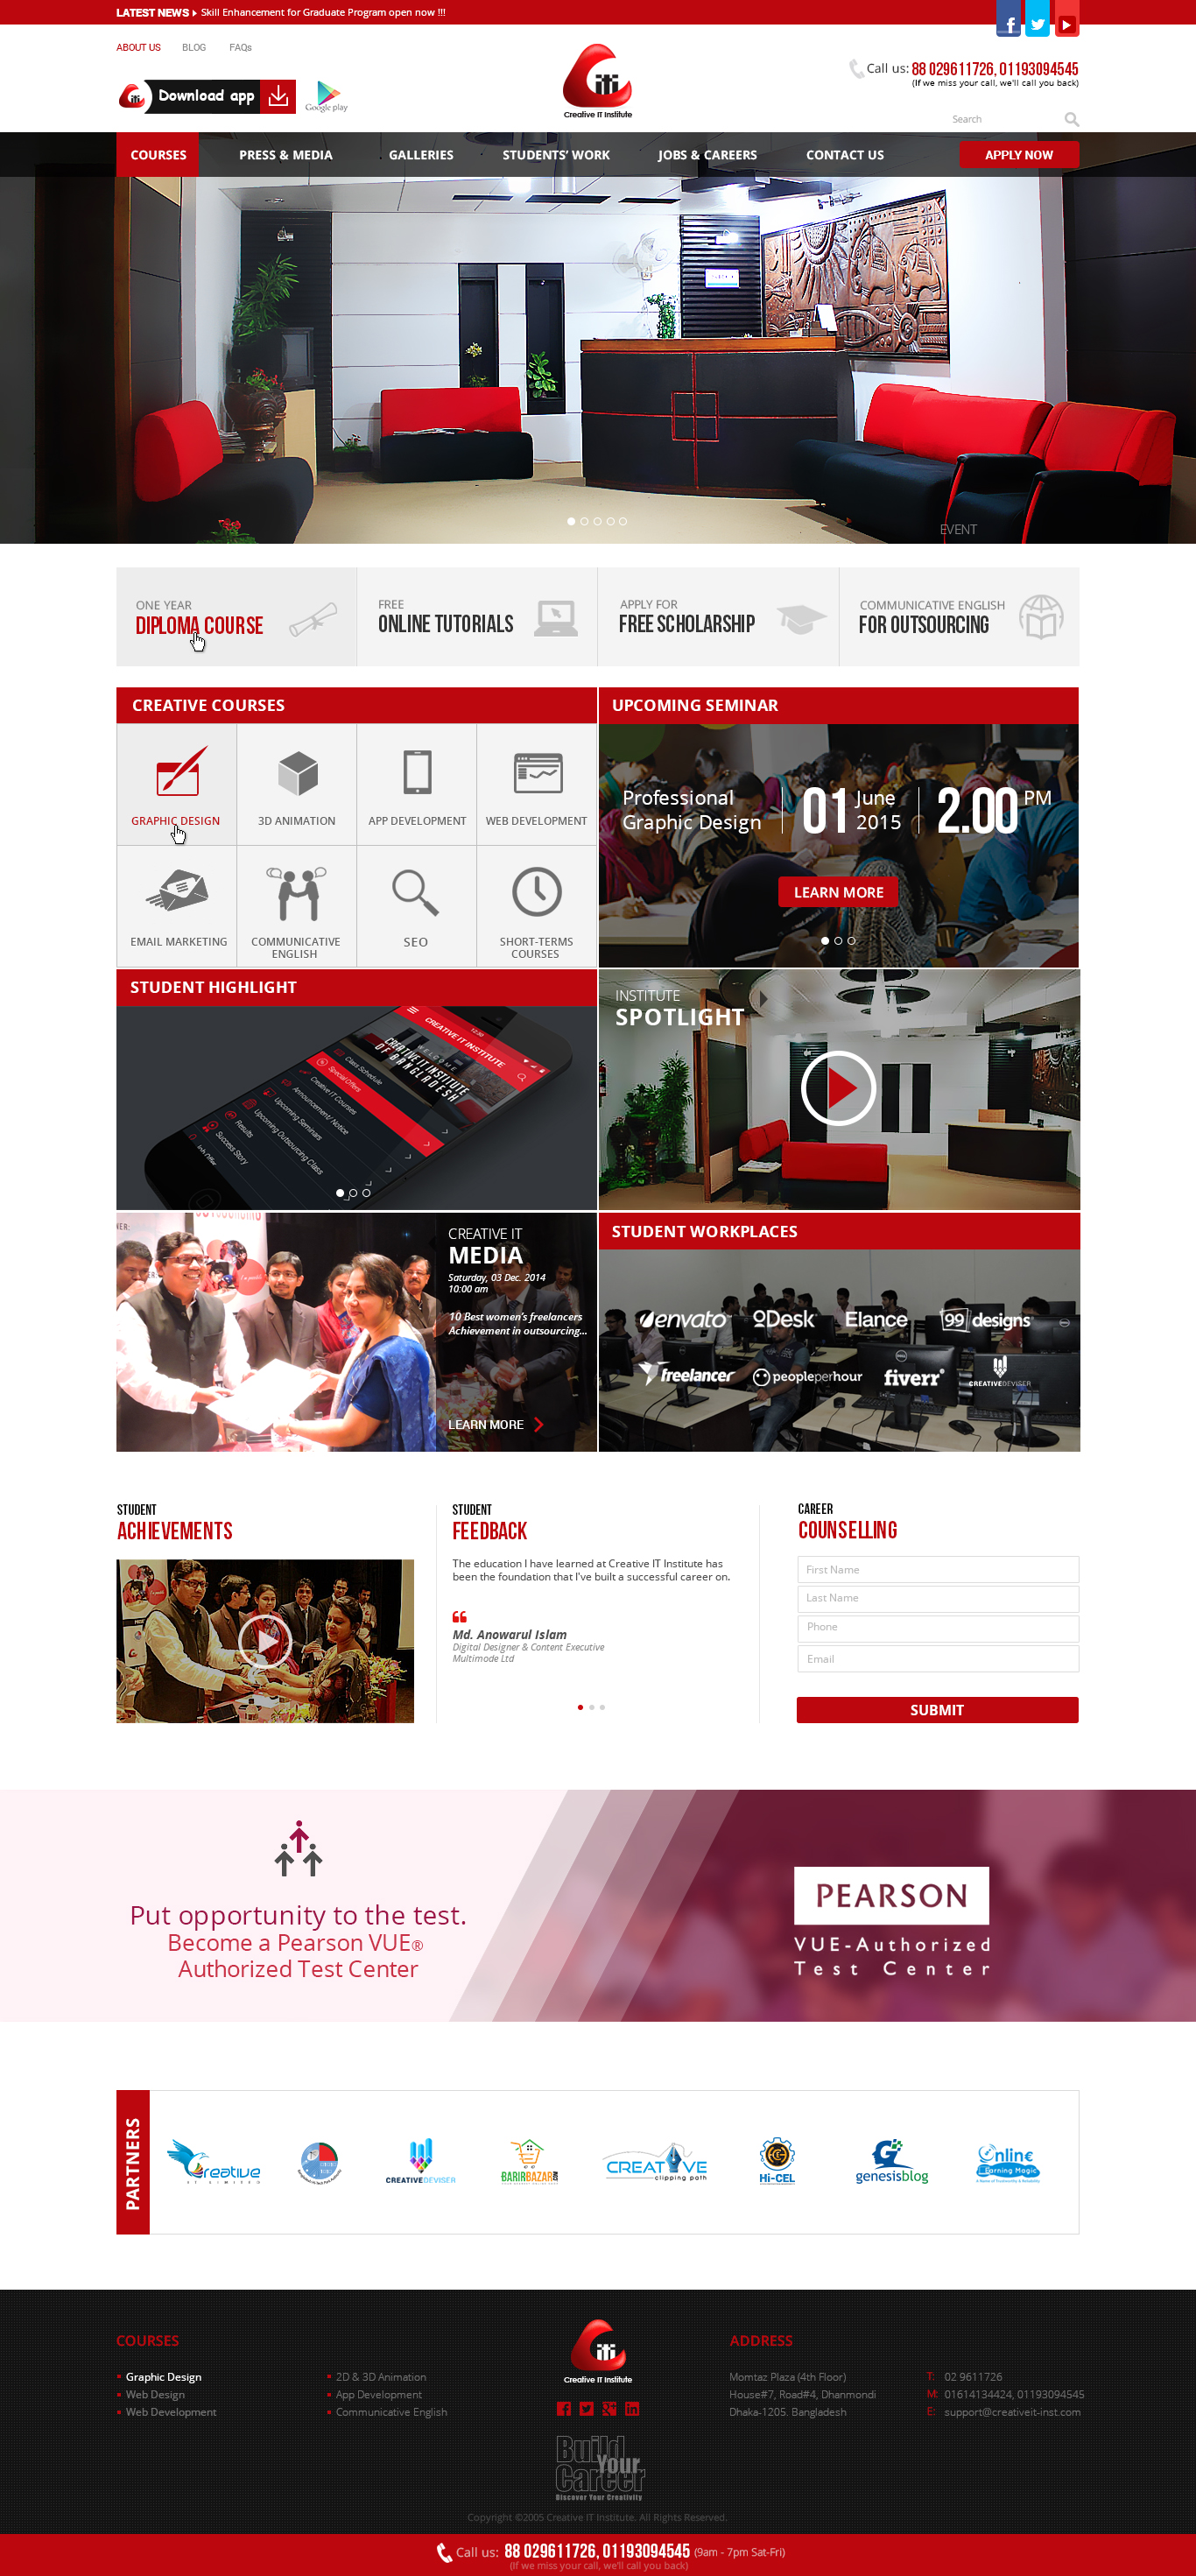 LATEST NEWS Skill Enhancement for Graduate Program open now !!!
ABOUT US BLOG FAQs
Download app
Google play
Creative iTi Institute
Call us: 88 029611726, 01193094545
(If we miss your call, we'll call you back)
Search
COURSES PRESS & MEDIA GALLERIES STUDENTS' WORK JOBS & CAREERS CONTACT US APPLY NOW
EVENT
ONE YEAR
DIPLOMA COURSE
FREE
ONLINE TUTORIALS
APPLY FOR
FREE SCHOLARSHIP
COMMUNICATIVE ENGLISH
FOR OUTSOURCING
CREATIVE COURSES
GRAPHIC DESIGN
3D ANIMATION
APP DEVELOPMENT
WEB DEVELOPMENT
EMAIL MARKETING
COMMUNICATIVE
ENGLISH
SEO
SHORT-TERMS
COURSES
UPCOMING SEMINAR
Professional
Graphic Design
01 June
2015
2.00 PM
LEARN MORE
STUDENT HIGHLIGHT
CREATIVE IT INSTITUTE
WELCOME
CREATIVE IT INSTITUTE
OF BANGLADESH
Class Schedule
Special Offers
Creative IT Courses
Announcement/ Notice
Upcoming Seminars
Upcoming Outsourcing Class
Results
Success Story
INSTITUTE
SPOTLIGHT
CREATIVE IT
MEDIA
Saturday, 03 Dec. 2014
10:00 am
10 Best women's freelancers
Achievement in outsourcing...
LEARN MORE
STUDENT WORKPLACES
envato oDesk Elance 99designs
freelancer peopleperhour fiverr CREATIVEDEVISER
STUDENT
ACHIEVEMENTS
STUDENT
FEEDBACK
The education I have learned at Creative IT Institute has
been the foundation that I've built a successful career on.
Md. Anowarul Islam
Digital Designer & Content Executive
Multimode Ltd
CAREER
COUNSELLING
First Name
Last Name
Phone
Email
SUBMIT
Put opportunity to the test.
Become a Pearson VUE®
Authorized Test Center
PEARSON
VUE-Authorized
Test Center
PARTNERS
Creative
CREATIVEDEVISER
BARIRBAZAR
CREATIVE
clipping path
Hi-CEL
genesisblog
Online
Earning Magic
COURSES
Graphic Design
Web Design
Web Development
2D & 3D Animation
App Development
Communicative English
Creative iTi Institute
Build
Your
Career
Discover Your Creativity
ADDRESS
Momtaz Plaza (4th Floor)
House#7, Road#4, Dhanmondi
Dhaka-1205. Bangladesh
T: 02 9611726
M: 01614134424, 01193094545
E: support@creativeit-inst.com
Copyright ©2005 Creative IT Institute. All Rights Reserved.
Call us: 88 029611726, 01193094545 (9am - 7pm Sat-Fri)
(If we miss your call, we'll call you back)